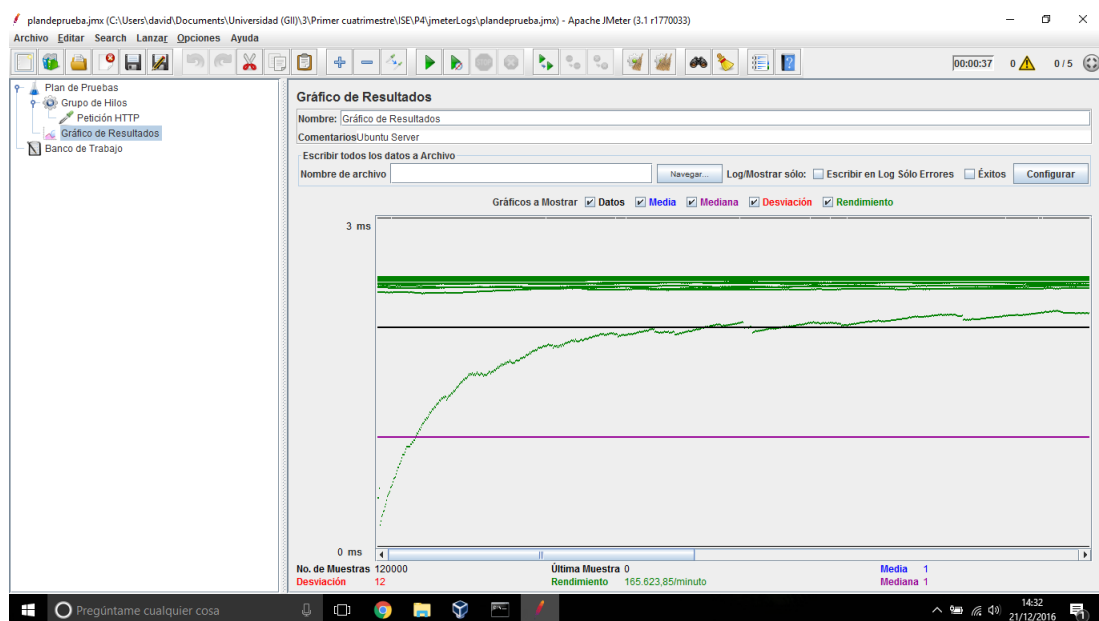 plandeprueba.jmx (C:\Users\david\Documents\Universidad (GII)\3\Primer cuatrimestre\ISE\P4\jmeterLogs\plandeprueba.jmx) - Apache JMeter (3.1 r1770033)
Archivo Editar Search Lanzar Opciones Ayuda
00:00:37 0 0 / 5
Plan de Pruebas
Grupo de Hilos
Petición HTTP
Gráfico de Resultados
Banco de Trabajo
Gráfico de Resultados
Nombre: Gráfico de Resultados
Comentarios Ubuntu Server
Escribir todos los datos a Archivo
Nombre de archivo Navegar... Log/Mostrar sólo: Escribir en Log Sólo Errores Éxitos Configurar
Gráficos a Mostrar Datos Media Mediana Desviación Rendimiento
3 ms
0 ms
No. de Muestras 120000 Última Muestra 0 Media 1
Desviación 12 Rendimiento 165.623,85/minuto Mediana 1
Pregúntame cualquier cosa
14:32
21/12/2016